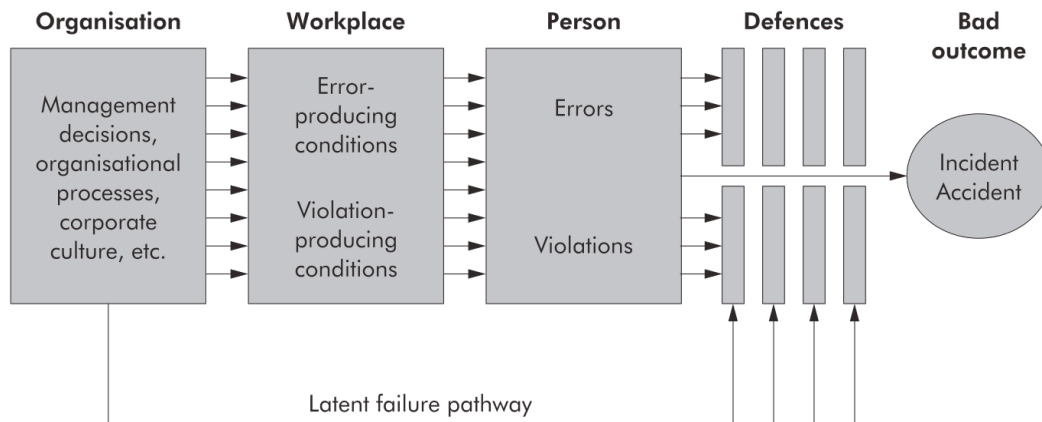 Organisation
Workplace
Person
Defences
Bad
outcome
Management
decisions,
organisational
processes,
corporate
culture, etc.
Error-
producing
conditions
Violation-
producing
conditions
Errors
Violations
Incident
Accident
Latent failure pathway